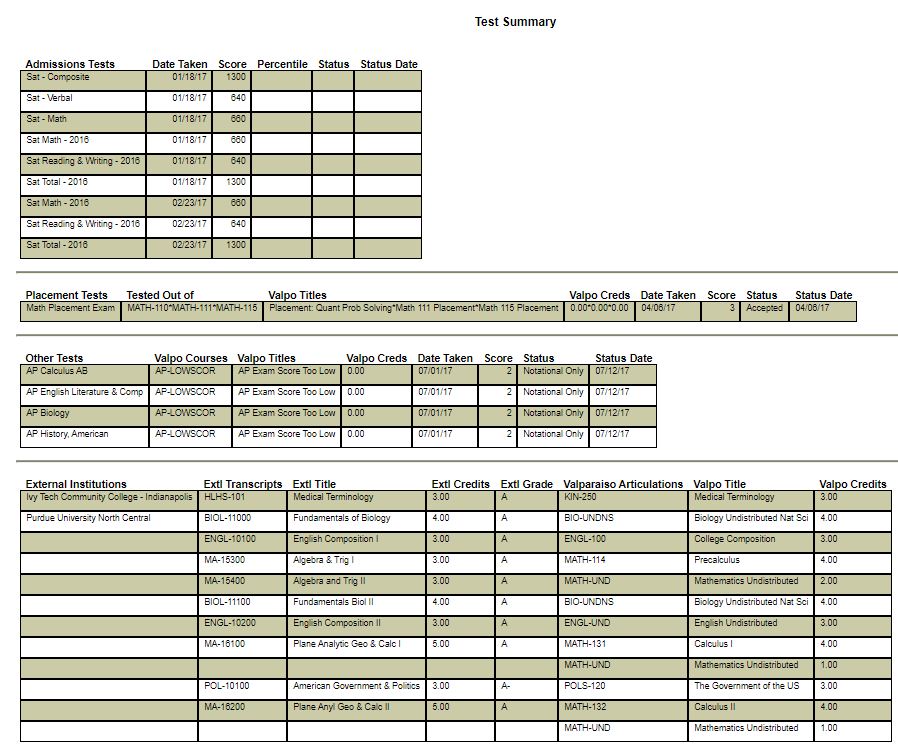 Test Summary
Admissions Tests Date Taken Score Percentile Status Status Date
Sat - Composite 01/18/17 1300
Sat - Verbal 01/18/17 640
Sat - Math 01/18/17 660
Sat Math - 2016 01/18/17 660
Sat Reading & Writing - 2016 01/18/17 640
Sat Total - 2016 01/18/17 1300
Sat Math - 2016 02/23/17 660
Sat Reading & Writing - 2016 02/23/17 640
Sat Total - 2016 02/23/17 1300
Placement Tests Tested Out of Valpo Titles Valpo Creds Date Taken Score Status Status Date
Math Placement Exam MATH-110*MATH-111*MATH-115 Placement: Quant Prob Solving*Math 111 Placement*Math 115 Placement 0.00*0.00*0.00 04/06/17 3 Accepted 04/06/17
Other Tests Valpo Courses Valpo Titles Valpo Creds Date Taken Score Status Status Date
AP Calculus AB AP-LOWSCOR AP Exam Score Too Low 0.00 07/01/17 2 Notational Only 07/12/17
AP English Literature & Comp AP-LOWSCOR AP Exam Score Too Low 0.00 07/01/17 2 Notational Only 07/12/17
AP Biology AP-LOWSCOR AP Exam Score Too Low 0.00 07/01/17 2 Notational Only 07/12/17
AP History, American AP-LOWSCOR AP Exam Score Too Low 0.00 07/01/17 2 Notational Only 07/12/17
External Institutions Extl Transcripts Extl Title Extl Credits Extl Grade Valparaiso Articulations Valpo Title Valpo Credits
Ivy Tech Community College - Indianapolis HLHS-101 Medical Terminology 3.00 A KIN-250 Medical Terminology 3.00
Purdue University North Central BIOL-11000 Fundamentals of Biology 4.00 A BIO-UNDNS Biology Undistributed Nat Sci 4.00
ENGL-10100 English Composition I 3.00 A ENGL-100 College Composition 3.00
MA-15300 Algebra & Trig I 3.00 A MATH-114 Precalculus 4.00
MA-15400 Algebra and Trig II 3.00 A MATH-UND Mathematics Undistributed 2.00
BIOL-11100 Fundamentals Biol II 4.00 A BIO-UNDNS Biology Undistributed Nat Sci 4.00
ENGL-10200 English Composition II 3.00 A ENGL-UND English Undistributed 3.00
MA-16100 Plane Analytic Geo & Calc I 5.00 A MATH-131 Calculus I 4.00
MATH-UND Mathematics Undistributed 1.00
POL-10100 American Government & Politics 3.00 A- POLS-120 The Government of the US 3.00
MA-16200 Plane Anyl Geo & Calc II 5.00 A MATH-132 Calculus II 4.00
MATH-UND Mathematics Undistributed 1.00